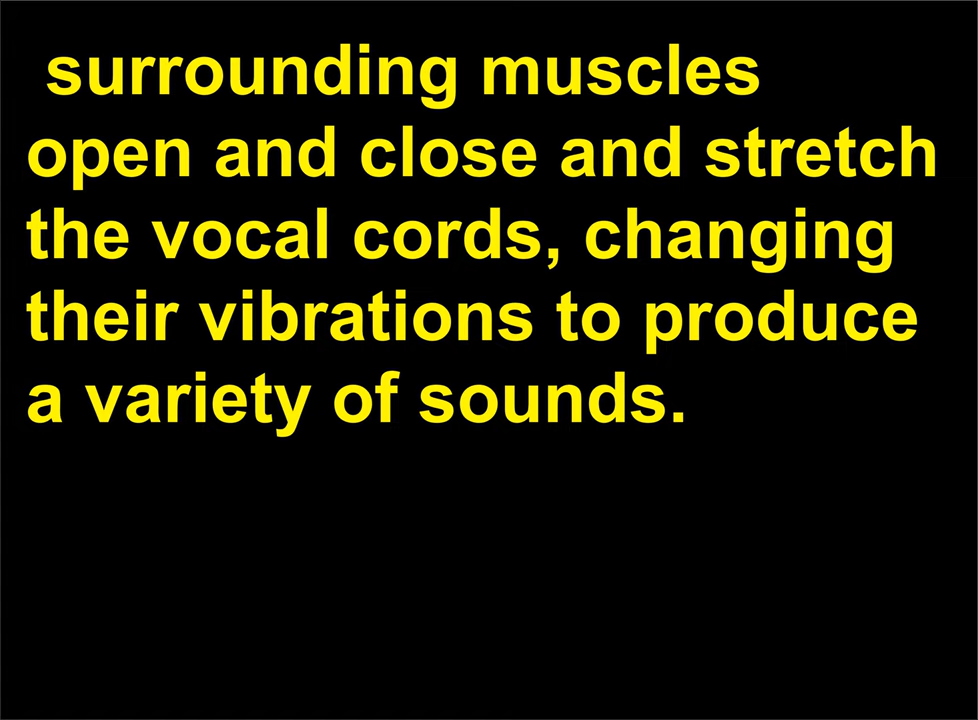 surrounding muscles
open and close and stretch
the vocal cords, changing
their vibrations to produce
a variety of sounds.